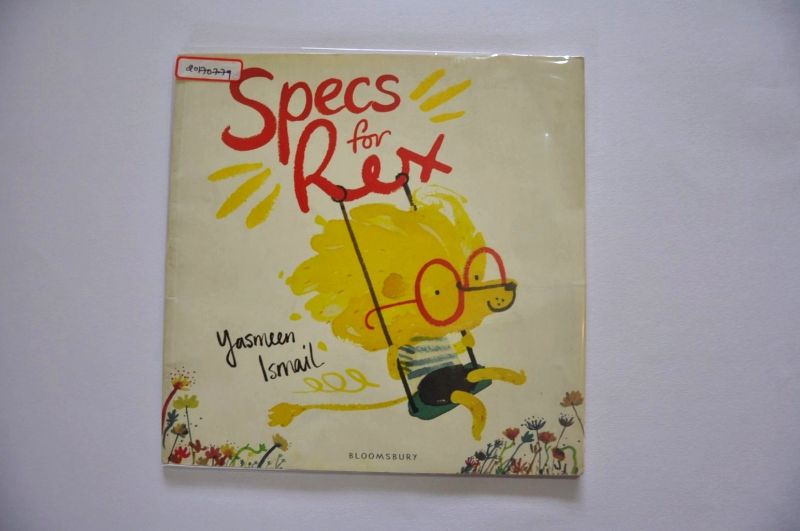 20170779
Specs
for
Rex
Yasmeen
Ismail
BLOOMSBURY